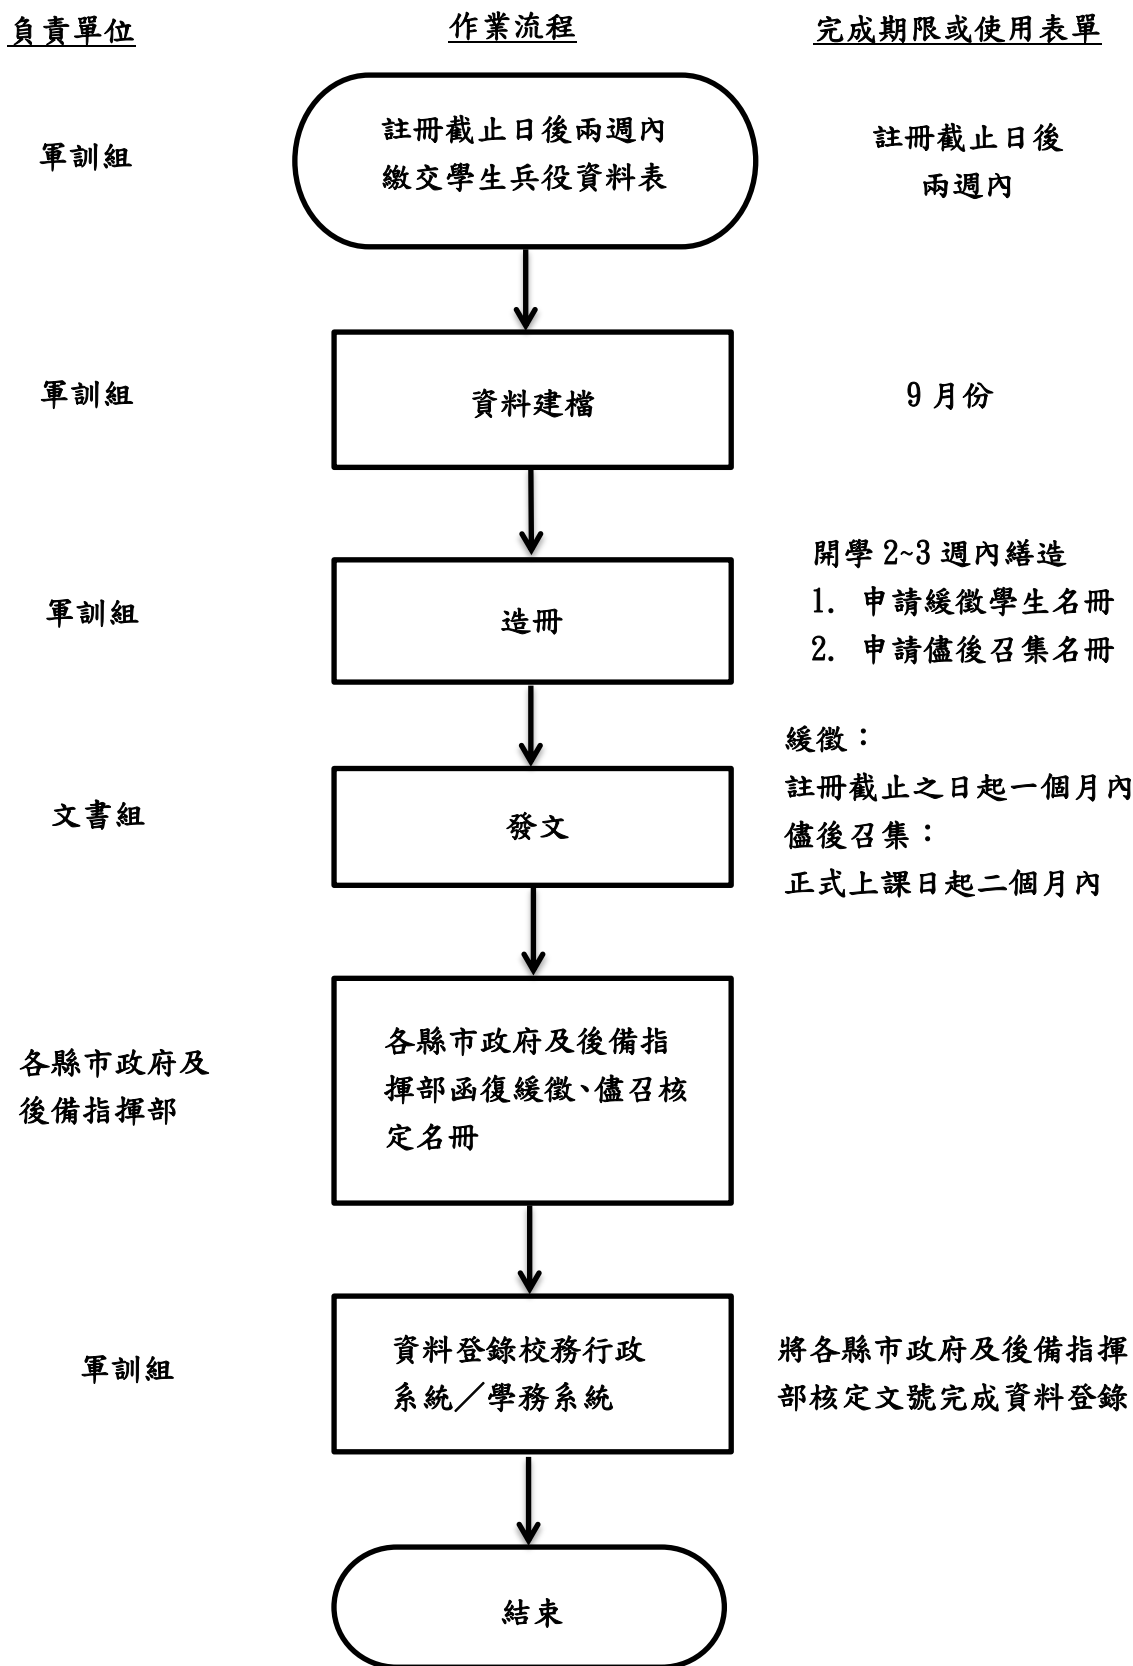 負責單位
作業流程
完成期限或使用表單
軍訓組
註冊截止日後兩週內
繳交學生兵役資料表
註冊截止日後
兩週內
軍訓組
資料建檔
9 月份
軍訓組
造冊
開學 2~3 週內繕造
1. 申請緩徵學生名冊
2. 申請儘後召集名冊
文書組
發文
緩徵：
註冊截止之日起一個月內
儘後召集：
正式上課日起二個月內
各縣市政府及
後備指揮部
各縣市政府及後備指
揮部函復緩徵、儘召核
定名冊
軍訓組
資料登錄校務行政
系統／學務系統
將各縣市政府及後備指揮
部核定文號完成資料登錄
結束